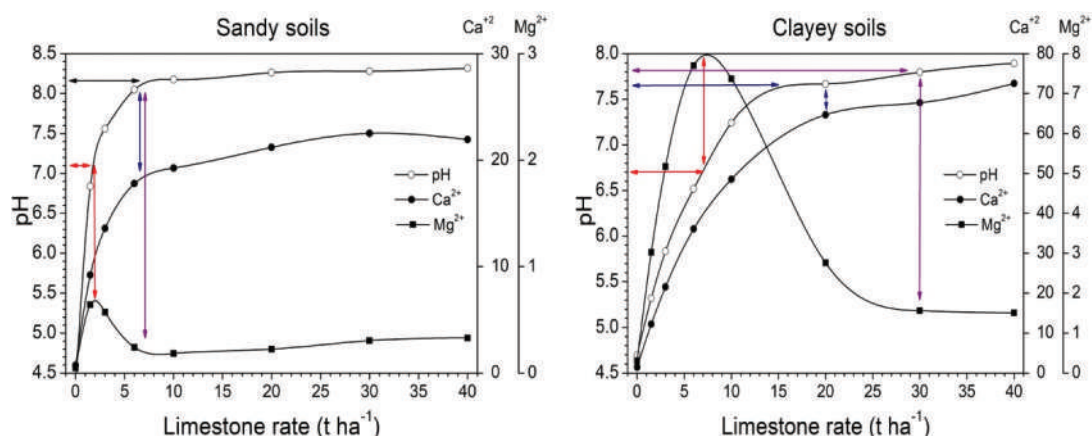 Sandy soils
Ca⁺² Mg²⁺
8.5
8.0
7.5
7.0
6.5
6.0
5.5
5.0
4.5
pH
30
20
10
0
3
2
1
0
pH
Ca²⁺
Mg²⁺
0 5 10 15 20 25 30 35 40
Limestone rate (t ha⁻¹)
Clayey soils
Ca⁺² Mg²⁺
8.0
7.5
7.0
6.5
6.0
5.5
5.0
4.5
pH
80
70
60
50
40
30
20
10
0
8
7
6
5
4
3
2
1
0
pH
Ca²⁺
Mg²⁺
0 5 10 15 20 25 30 35 40
Limestone rate (t ha⁻¹)